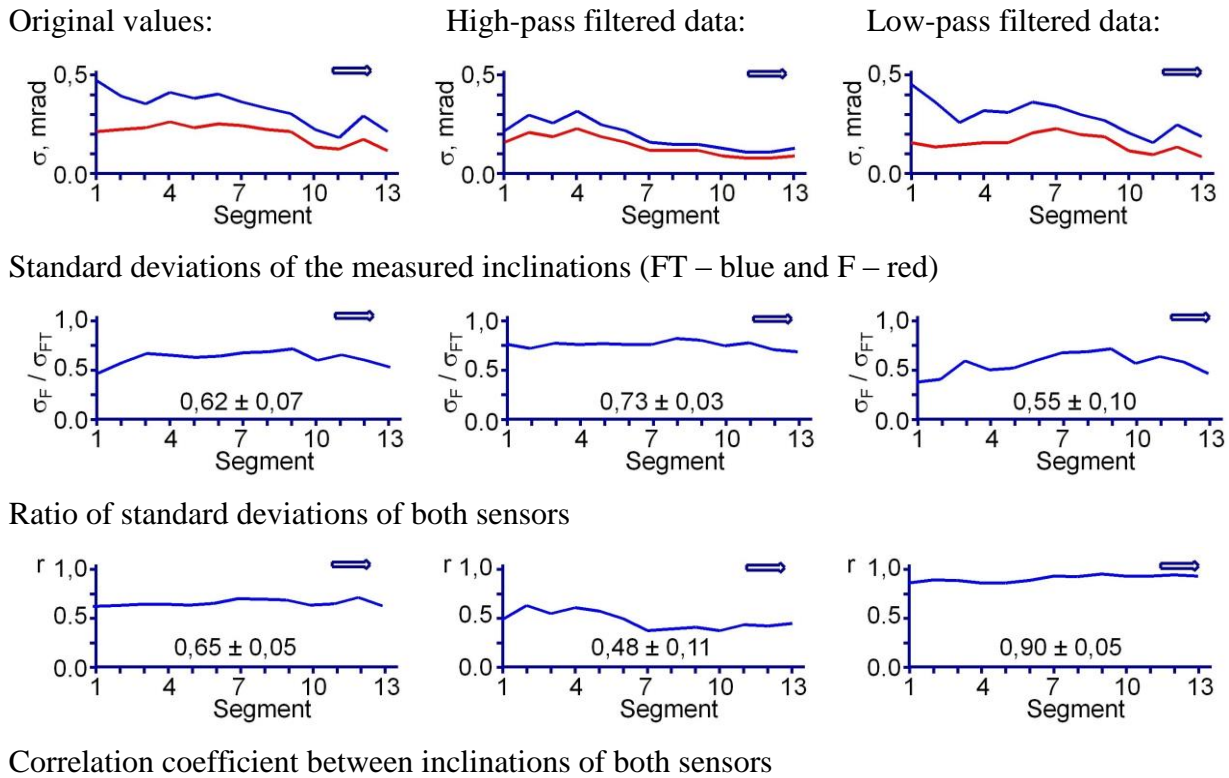 Original values: High-pass filtered data: Low-pass filtered data:
σ, mrad 0,5 0.0 1 4 7 10 13 Segment
σ, mrad 0,5 0.0 1 4 7 10 13 Segment
σ, mrad 0,5 0.0 1 4 7 10 13 Segment
Standard deviations of the measured inclinations (FT – blue and F – red)
σF / σFT 1,0 0.5 0.0 0,62 ± 0,07 1 4 7 10 13 Segment
σF / σFT 1,0 0.5 0.0 0,73 ± 0,03 1 4 7 10 13 Segment
σF / σFT 1,0 0.5 0.0 0,55 ± 0,10 1 4 7 10 13 Segment
Ratio of standard deviations of both sensors
r 1,0 0.5 0.0 0,65 ± 0,05 1 4 7 10 13 Segment
r 1,0 0.5 0.0 0,48 ± 0,11 1 4 7 10 13 Segment
r 1,0 0.5 0.0 0,90 ± 0,05 1 4 7 10 13 Segment
Correlation coefficient between inclinations of both sensors